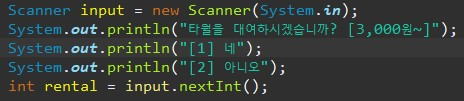 Scanner input = new Scanner(System.in);
System.out.println("타월을 대여하시겠습니까? [3,000원~]");
System.out.println("[1] 네");
System.out.println("[2] 아니오");
int rental = input.nextInt();